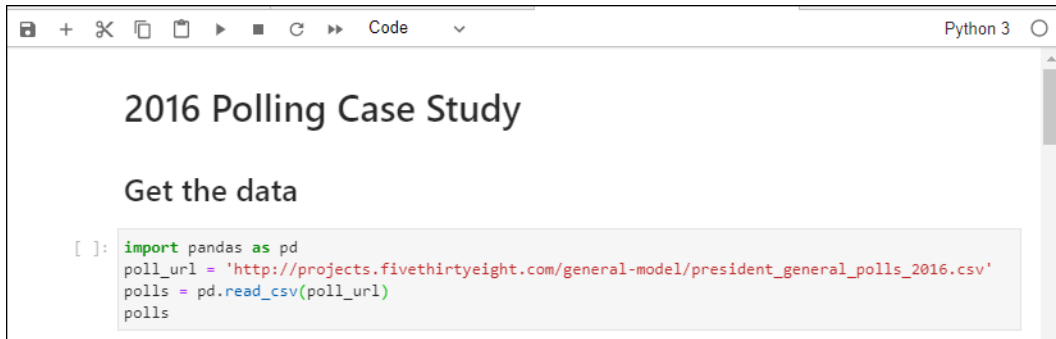 Code Python 3
2016 Polling Case Study
Get the data
[ ]: import pandas as pd
poll_url = 'http://projects.fivethirtyeight.com/general-model/president_general_polls_2016.csv'
polls = pd.read_csv(poll_url)
polls